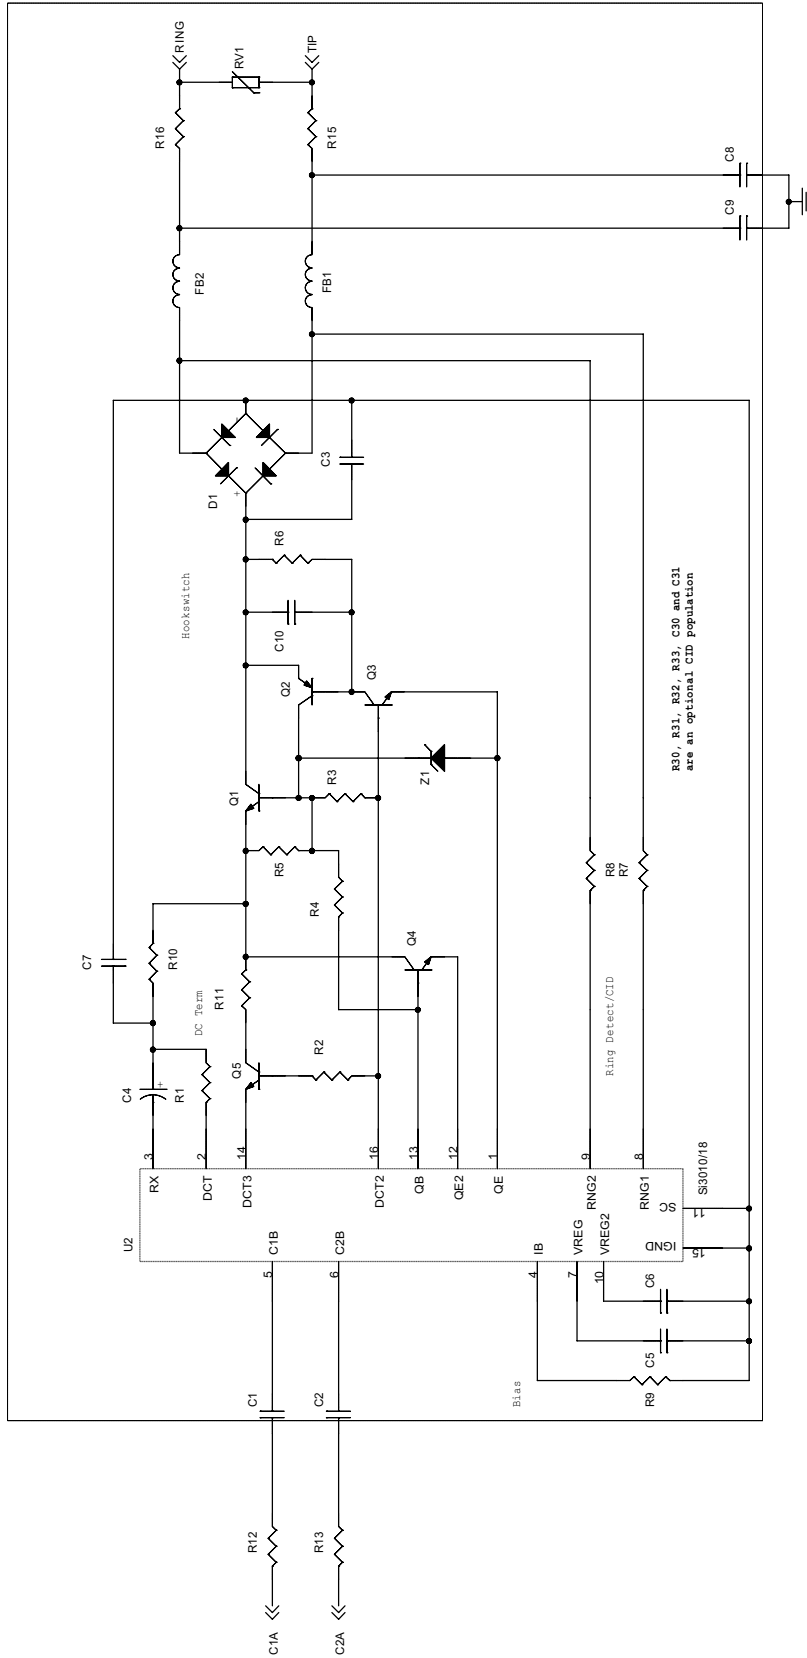 RING
RV1
TIP
R16
R15
C8
C9
FB2
FB1
D1
+
-
C3
R6
Hookswitch
C10
Q2
Q3
R30, R31, R32, R33, C30 and C31
are an optional CID population
Z1
Q1
R3
R5
R4
R8
R7
C7
R10
R11
Q4
DC Term
Ring Detect/CID
Q5
R2
C4
+
R1
3
2
14
16
13
12
1
9
8
RX
DCT
DCT3
DCT2
QB
QE2
QE
RNG2
RNG1
Si3010/18
SC
11
IGND
15
U2
C1B
C2B
IB
VREG
VREG2
5
6
4
7
10
C6
C5
R9
Bias
C1
C2
R12
R13
C1A
C2A